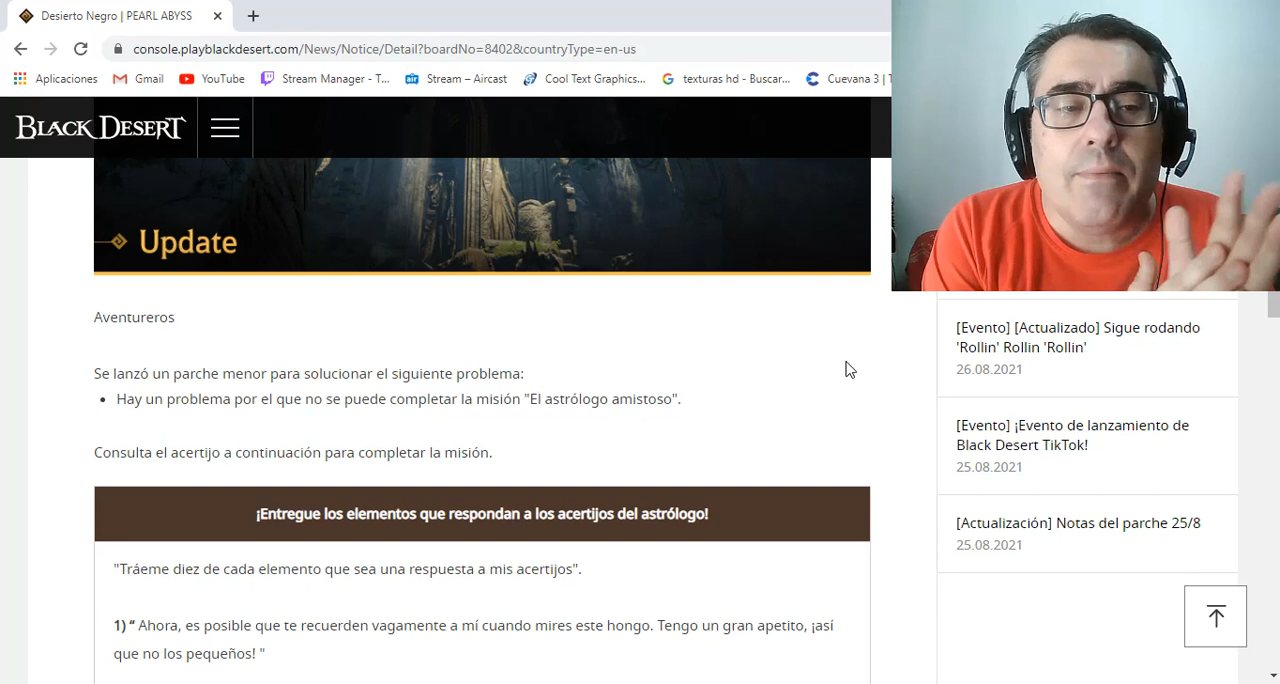 Desierto Negro | PEARL ABYSS
console.playblackdesert.com/News/Notice/Detail?boardNo=8402&countryType=en-us
Aplicaciones Gmail YouTube Stream Manager - T... Stream – Aircast Cool Text Graphics... texturas hd - Buscar... Cuevana 3 |
BLACK DESERT
Update
Aventureros
Se lanzó un parche menor para solucionar el siguiente problema:
• Hay un problema por el que no se puede completar la misión "El astrólogo amistoso".
Consulta el acertijo a continuación para completar la misión.
¡Entregue los elementos que respondan a los acertijos del astrólogo!
"Tráeme diez de cada elemento que sea una respuesta a mis acertijos".
1) “ Ahora, es posible que te recuerden vagamente a mí cuando mires este hongo. Tengo un gran apetito, ¡así
que no los pequeños! "
[Evento] [Actualizado] Sigue rodando
'Rollin' Rollin 'Rollin'
26.08.2021
[Evento] ¡Evento de lanzamiento de
Black Desert TikTok!
25.08.2021
[Actualización] Notas del parche 25/8
25.08.2021